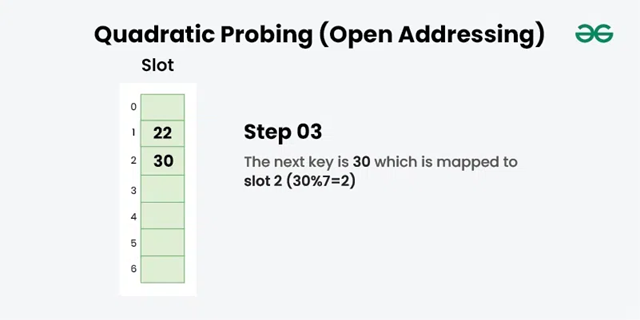 Quadratic Probing (Open Addressing)
Slot
0
1 22
2 30
3
4
5
6
Step 03
The next key is 30 which is mapped to
slot 2 (30%7=2)